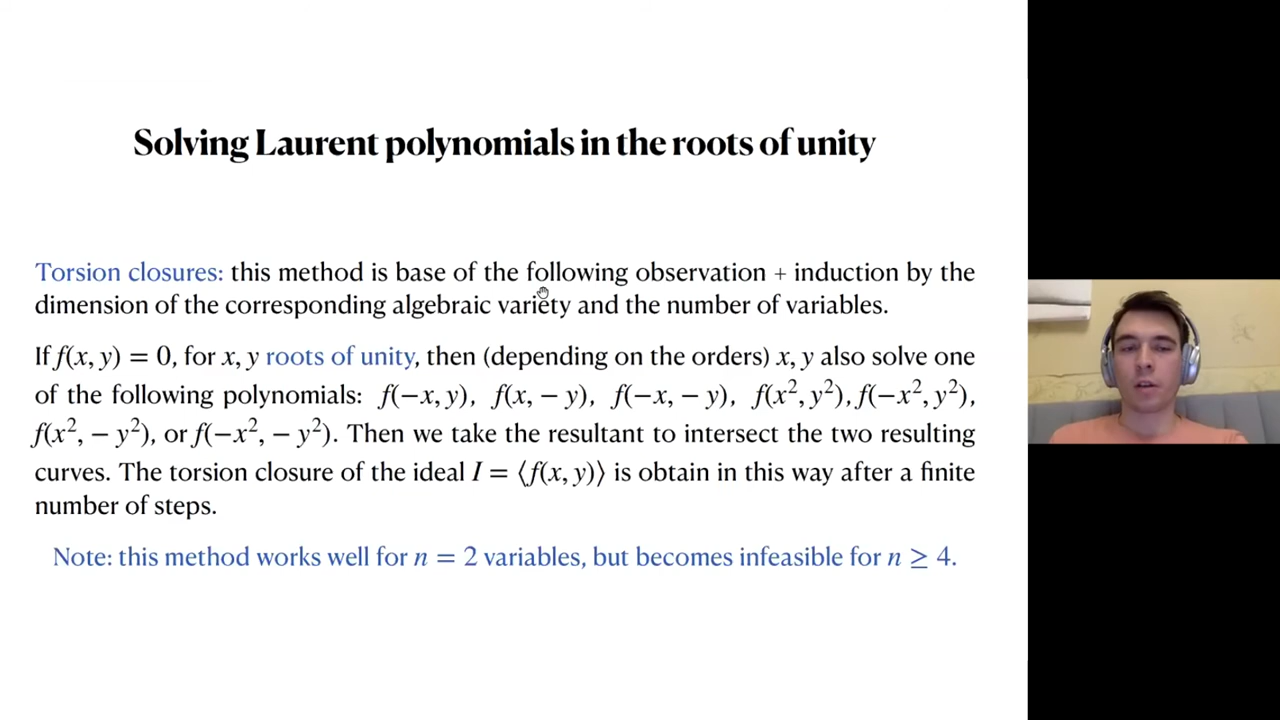 Solving Laurent polynomials in the roots of unity
Torsion closures: this method is base of the following observation + induction by the
dimension of the corresponding algebraic variety and the number of variables.
If f(x, y) = 0, for x, y roots of unity, then (depending on the orders) x, y also solve one
of the following polynomials: f(−x, y), f(x, − y), f(−x, − y), f(x², y²), f(−x², y²),
f(x², − y²), or f(−x², − y²). Then we take the resultant to intersect the two resulting
curves. The torsion closure of the ideal I = ⟨f(x, y)⟩ is obtain in this way after a finite
number of steps.
Note: this method works well for n = 2 variables, but becomes infeasible for n ≥ 4.